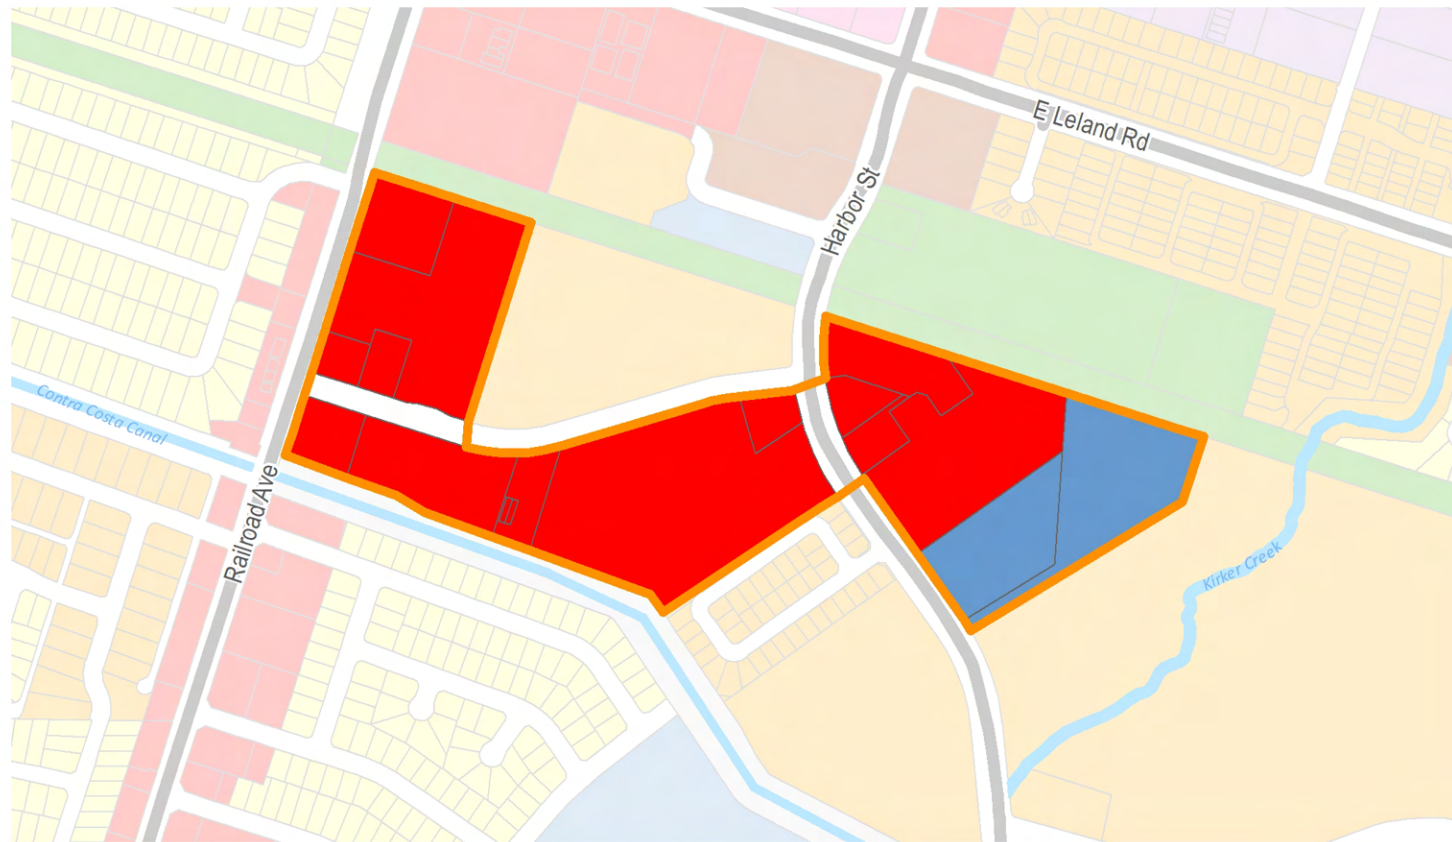 E Leland Rd
Harbor St
Contra Costa Canal
Railroad Ave
Kirker Creek